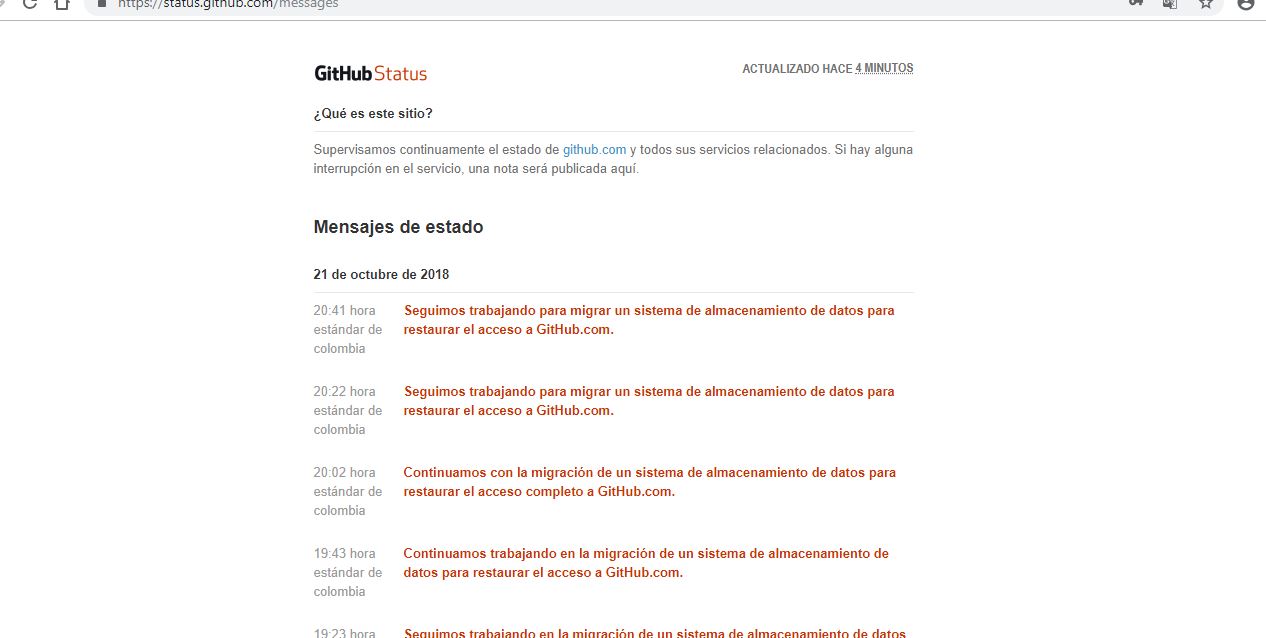 https://status.github.com/messages
GitHub Status
ACTUALIZADO HACE 4 MINUTOS
¿Qué es este sitio?
Supervisamos continuamente el estado de github.com y todos sus servicios relacionados. Si hay alguna
interrupción en el servicio, una nota será publicada aquí.
Mensajes de estado
21 de octubre de 2018
20:41 hora
estándar de
colombia
Seguimos trabajando para migrar un sistema de almacenamiento de datos para
restaurar el acceso a GitHub.com.
20:22 hora
estándar de
colombia
Seguimos trabajando para migrar un sistema de almacenamiento de datos para
restaurar el acceso a GitHub.com.
20:02 hora
estándar de
colombia
Continuamos con la migración de un sistema de almacenamiento de datos para
restaurar el acceso completo a GitHub.com.
19:43 hora
estándar de
colombia
Continuamos trabajando en la migración de un sistema de almacenamiento de
datos para restaurar el acceso a GitHub.com.
19:23 hora
Seguimos trabajando en la migración de un sistema de almacenamiento de datos